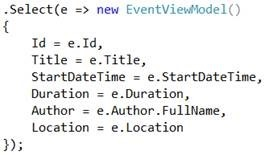 .Select(e => new EventViewModel()
{
Id = e.Id,
Title = e.Title,
StartDateTime = e.StartDateTime,
Duration = e.Duration,
Author = e.Author.FullName,
Location = e.Location
});